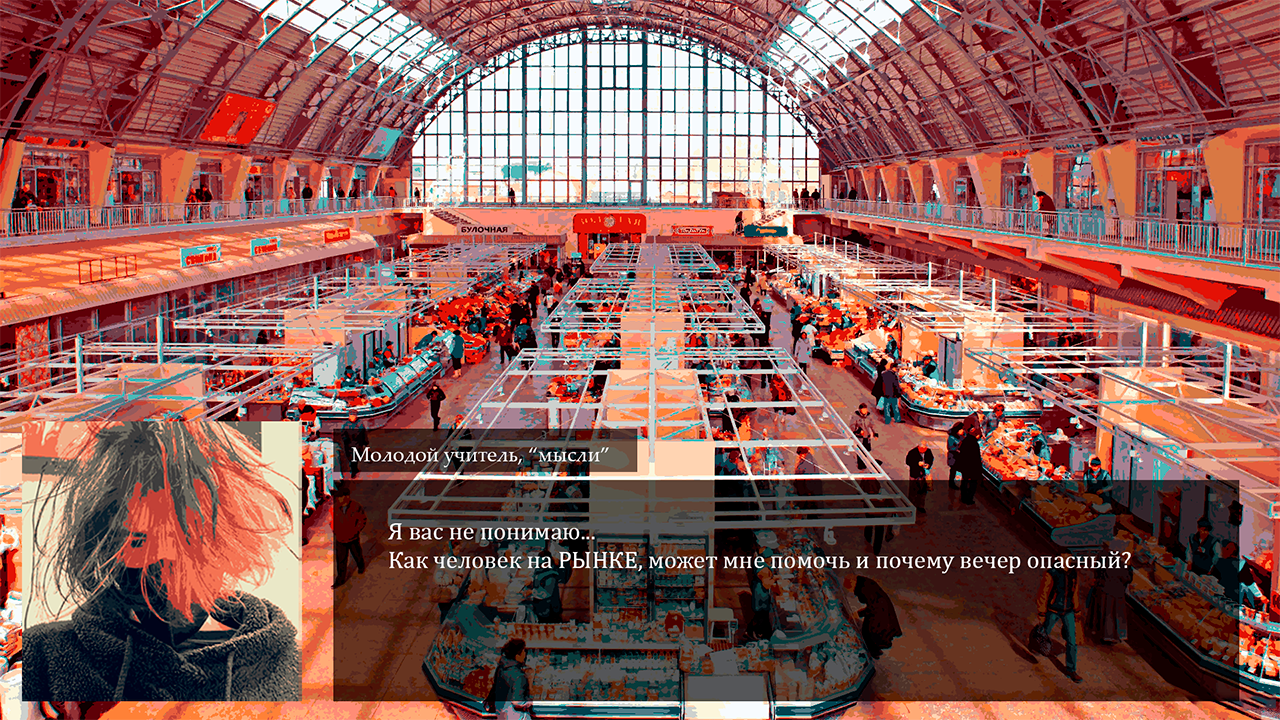 БУЛОЧНАЯ
Молодой учитель, “мысли”
Я вас не понимаю...
Как человек на РЫНКЕ, может мне помочь и почему вечер опасный?